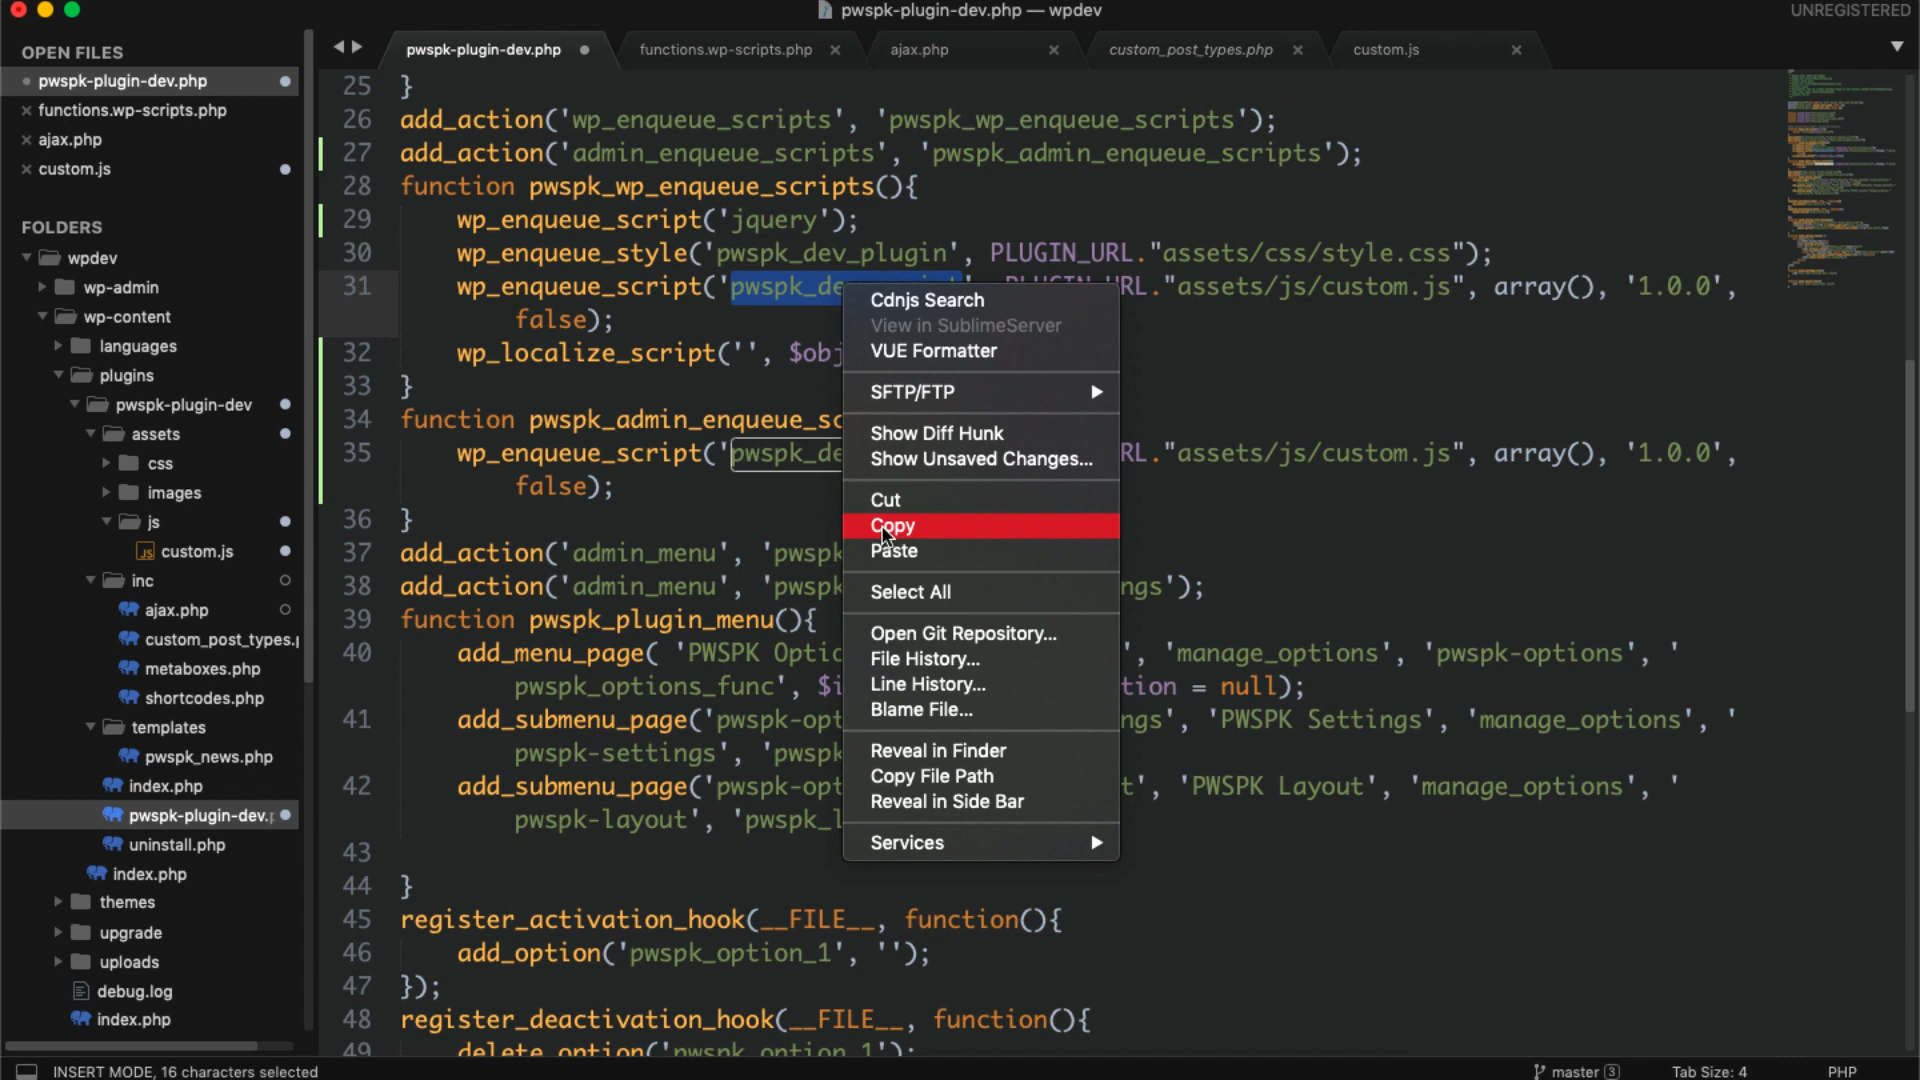 pwspk-plugin-dev.php — wpdev
UNREGISTERED
OPEN FILES
pwspk-plugin-dev.php
functions.wp-scripts.php
ajax.php
custom.js
FOLDERS
wpdev
wp-admin
wp-content
languages
plugins
pwspk-plugin-dev
assets
css
images
js
JS custom.js
inc
ajax.php
custom_post_types.p
metaboxes.php
shortcodes.php
templates
pwspk_news.php
index.php
pwspk-plugin-dev.p
uninstall.php
index.php
themes
upgrade
uploads
debug.log
index.php
pwspk-plugin-dev.php
functions.wp-scripts.php
ajax.php
custom_post_types.php
custom.js
25 }
26 add_action('wp_enqueue_scripts', 'pwspk_wp_enqueue_scripts');
27 add_action('admin_enqueue_scripts', 'pwspk_admin_enqueue_scripts');
28 function pwspk_wp_enqueue_scripts(){
29 wp_enqueue_script('jquery');
30 wp_enqueue_style('pwspk_dev_plugin', PLUGIN_URL."assets/css/style.css");
31 wp_enqueue_script('pwspk_de RL."assets/js/custom.js", array(), '1.0.0',
false);
32 wp_localize_script('', $obj
33 }
34 function pwspk_admin_enqueue_sc
35 wp_enqueue_script('pwspk_de RL."assets/js/custom.js", array(), '1.0.0',
false);
36 }
37 add_action('admin_menu', 'pwspk
38 add_action('admin_menu', 'pwspk ngs');
39 function pwspk_plugin_menu(){
40 add_menu_page( 'PWSPK Optio ', 'manage_options', 'pwspk-options', '
pwspk_options_func', $i tion = null);
41 add_submenu_page('pwspk-opt ngs', 'PWSPK Settings', 'manage_options', '
pwspk-settings', 'pwsp
42 add_submenu_page('pwspk-opt t', 'PWSPK Layout', 'manage_options', '
pwspk-layout', 'pwspk_l
43
44 }
45 register_activation_hook(__FILE__, function(){
46 add_option('pwspk_option_1', '');
47 });
48 register_deactivation_hook(__FILE__, function(){
49 delete_option('pwspk_option_1');
Cdnjs Search
View in SublimeServer
VUE Formatter
SFTP/FTP
Show Diff Hunk
Show Unsaved Changes...
Cut
Copy
Paste
Select All
Open Git Repository...
File History...
Line History...
Blame File...
Reveal in Finder
Copy File Path
Reveal in Side Bar
Services
INSERT MODE, 16 characters selected
master 3
Tab Size: 4
PHP